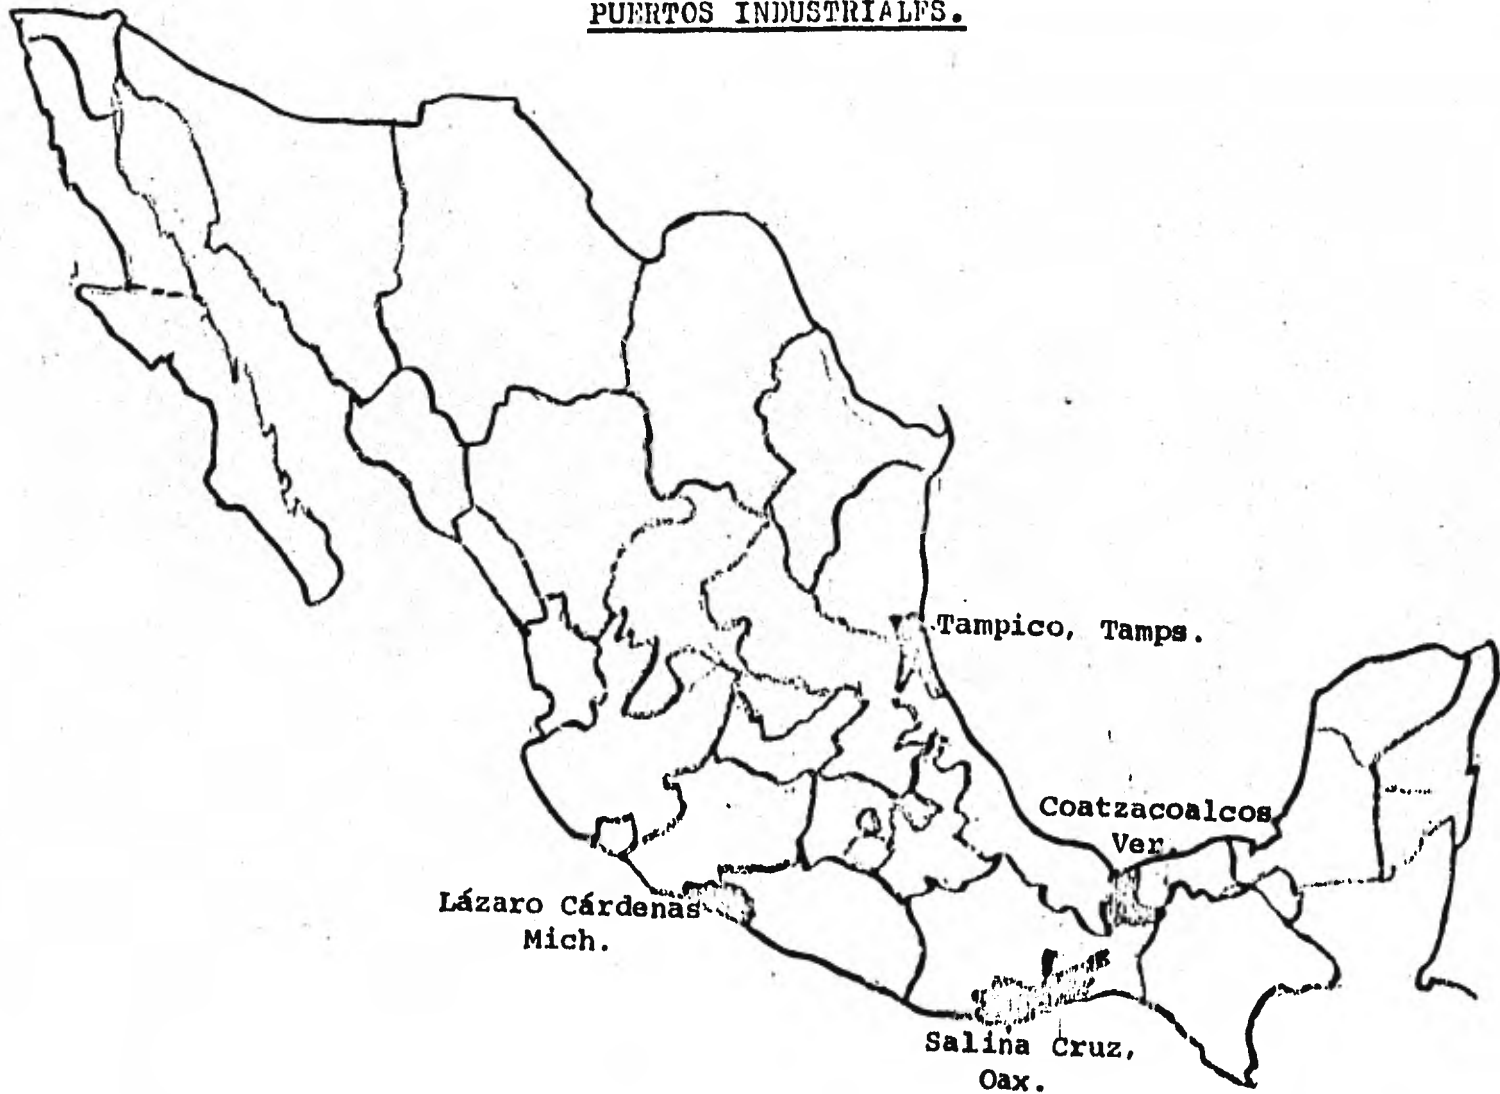 PUERTOS INDUSTRIALES.
Tampico, Tamps.
Coatzacoalcos
Ver.
Lázaro Cárdenas
Mich.
Salina Cruz,
Oax.